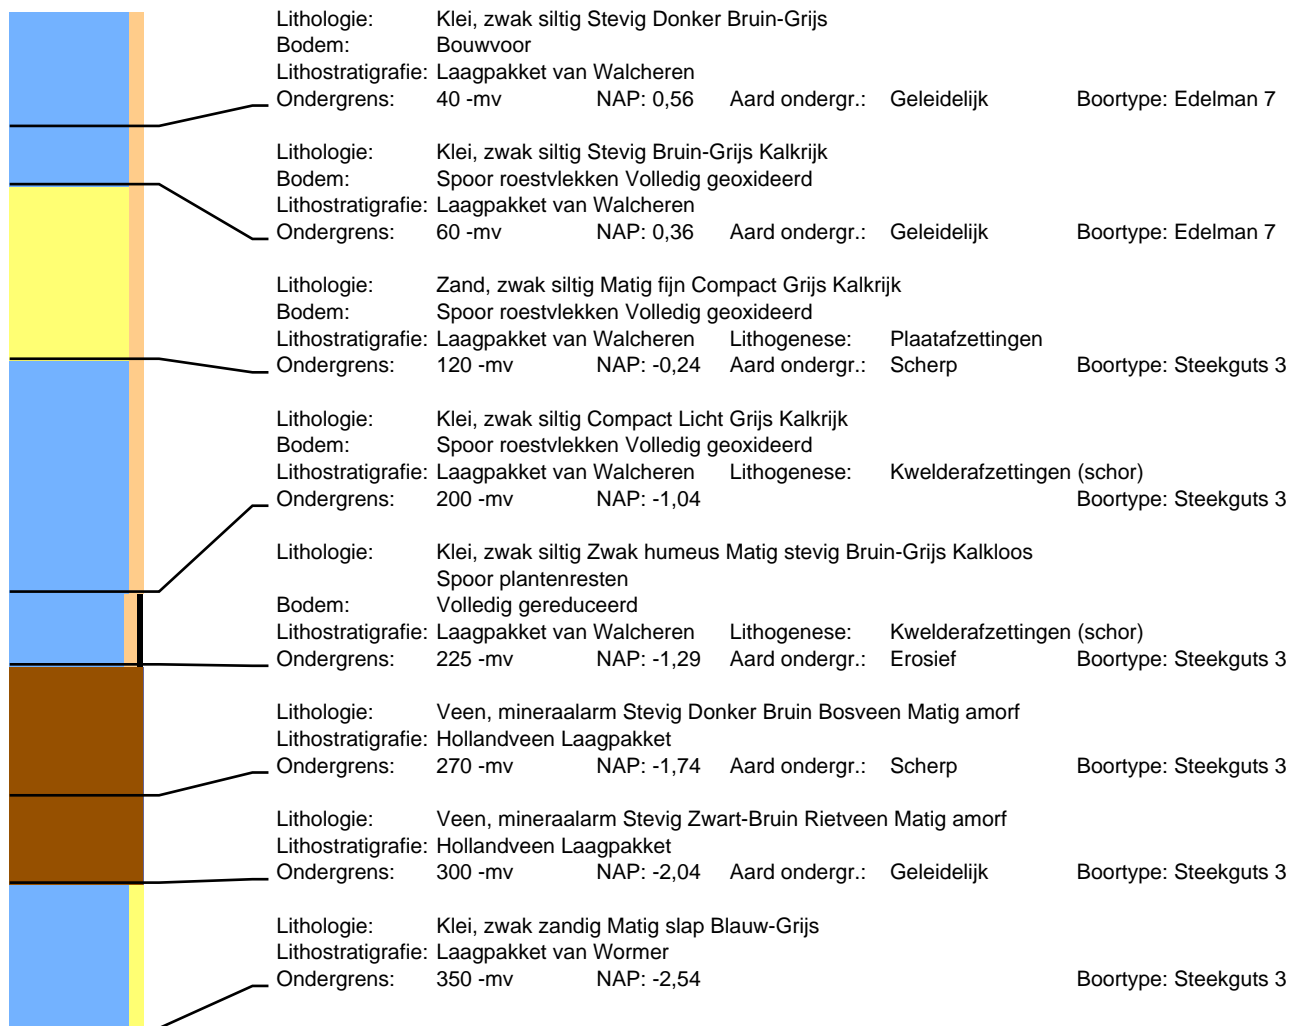 Lithologie: Klei, zwak siltig Stevig Donker Bruin-Grijs
Bodem: Bouwvoor
Lithostratigrafie: Laagpakket van Walcheren
Ondergrens: 40 -mv NAP: 0,56 Aard ondergr.: Geleidelijk Boortype: Edelman 7
Lithologie: Klei, zwak siltig Stevig Bruin-Grijs Kalkrijk
Bodem: Spoor roestvlekken Volledig geoxideerd
Lithostratigrafie: Laagpakket van Walcheren
Ondergrens: 60 -mv NAP: 0,36 Aard ondergr.: Geleidelijk Boortype: Edelman 7
Lithologie: Zand, zwak siltig Matig fijn Compact Grijs Kalkrijk
Bodem: Spoor roestvlekken Volledig geoxideerd
Lithostratigrafie: Laagpakket van Walcheren Lithogenese: Plaatafzettingen
Ondergrens: 120 -mv NAP: -0,24 Aard ondergr.: Scherp Boortype: Steekguts 3
Lithologie: Klei, zwak siltig Compact Licht Grijs Kalkrijk
Bodem: Spoor roestvlekken Volledig geoxideerd
Lithostratigrafie: Laagpakket van Walcheren Lithogenese: Kwelderafzettingen (schor)
Ondergrens: 200 -mv NAP: -1,04 Boortype: Steekguts 3
Lithologie: Klei, zwak siltig Zwak humeus Matig stevig Bruin-Grijs Kalkloos
Spoor plantenresten
Bodem: Volledig gereduceerd
Lithostratigrafie: Laagpakket van Walcheren Lithogenese: Kwelderafzettingen (schor)
Ondergrens: 225 -mv NAP: -1,29 Aard ondergr.: Erosief Boortype: Steekguts 3
Lithologie: Veen, mineraalarm Stevig Donker Bruin Bosveen Matig amorf
Lithostratigrafie: Hollandveen Laagpakket
Ondergrens: 270 -mv NAP: -1,74 Aard ondergr.: Scherp Boortype: Steekguts 3
Lithologie: Veen, mineraalarm Stevig Zwart-Bruin Rietveen Matig amorf
Lithostratigrafie: Hollandveen Laagpakket
Ondergrens: 300 -mv NAP: -2,04 Aard ondergr.: Geleidelijk Boortype: Steekguts 3
Lithologie: Klei, zwak zandig Matig slap Blauw-Grijs
Lithostratigrafie: Laagpakket van Wormer
Ondergrens: 350 -mv NAP: -2,54 Boortype: Steekguts 3